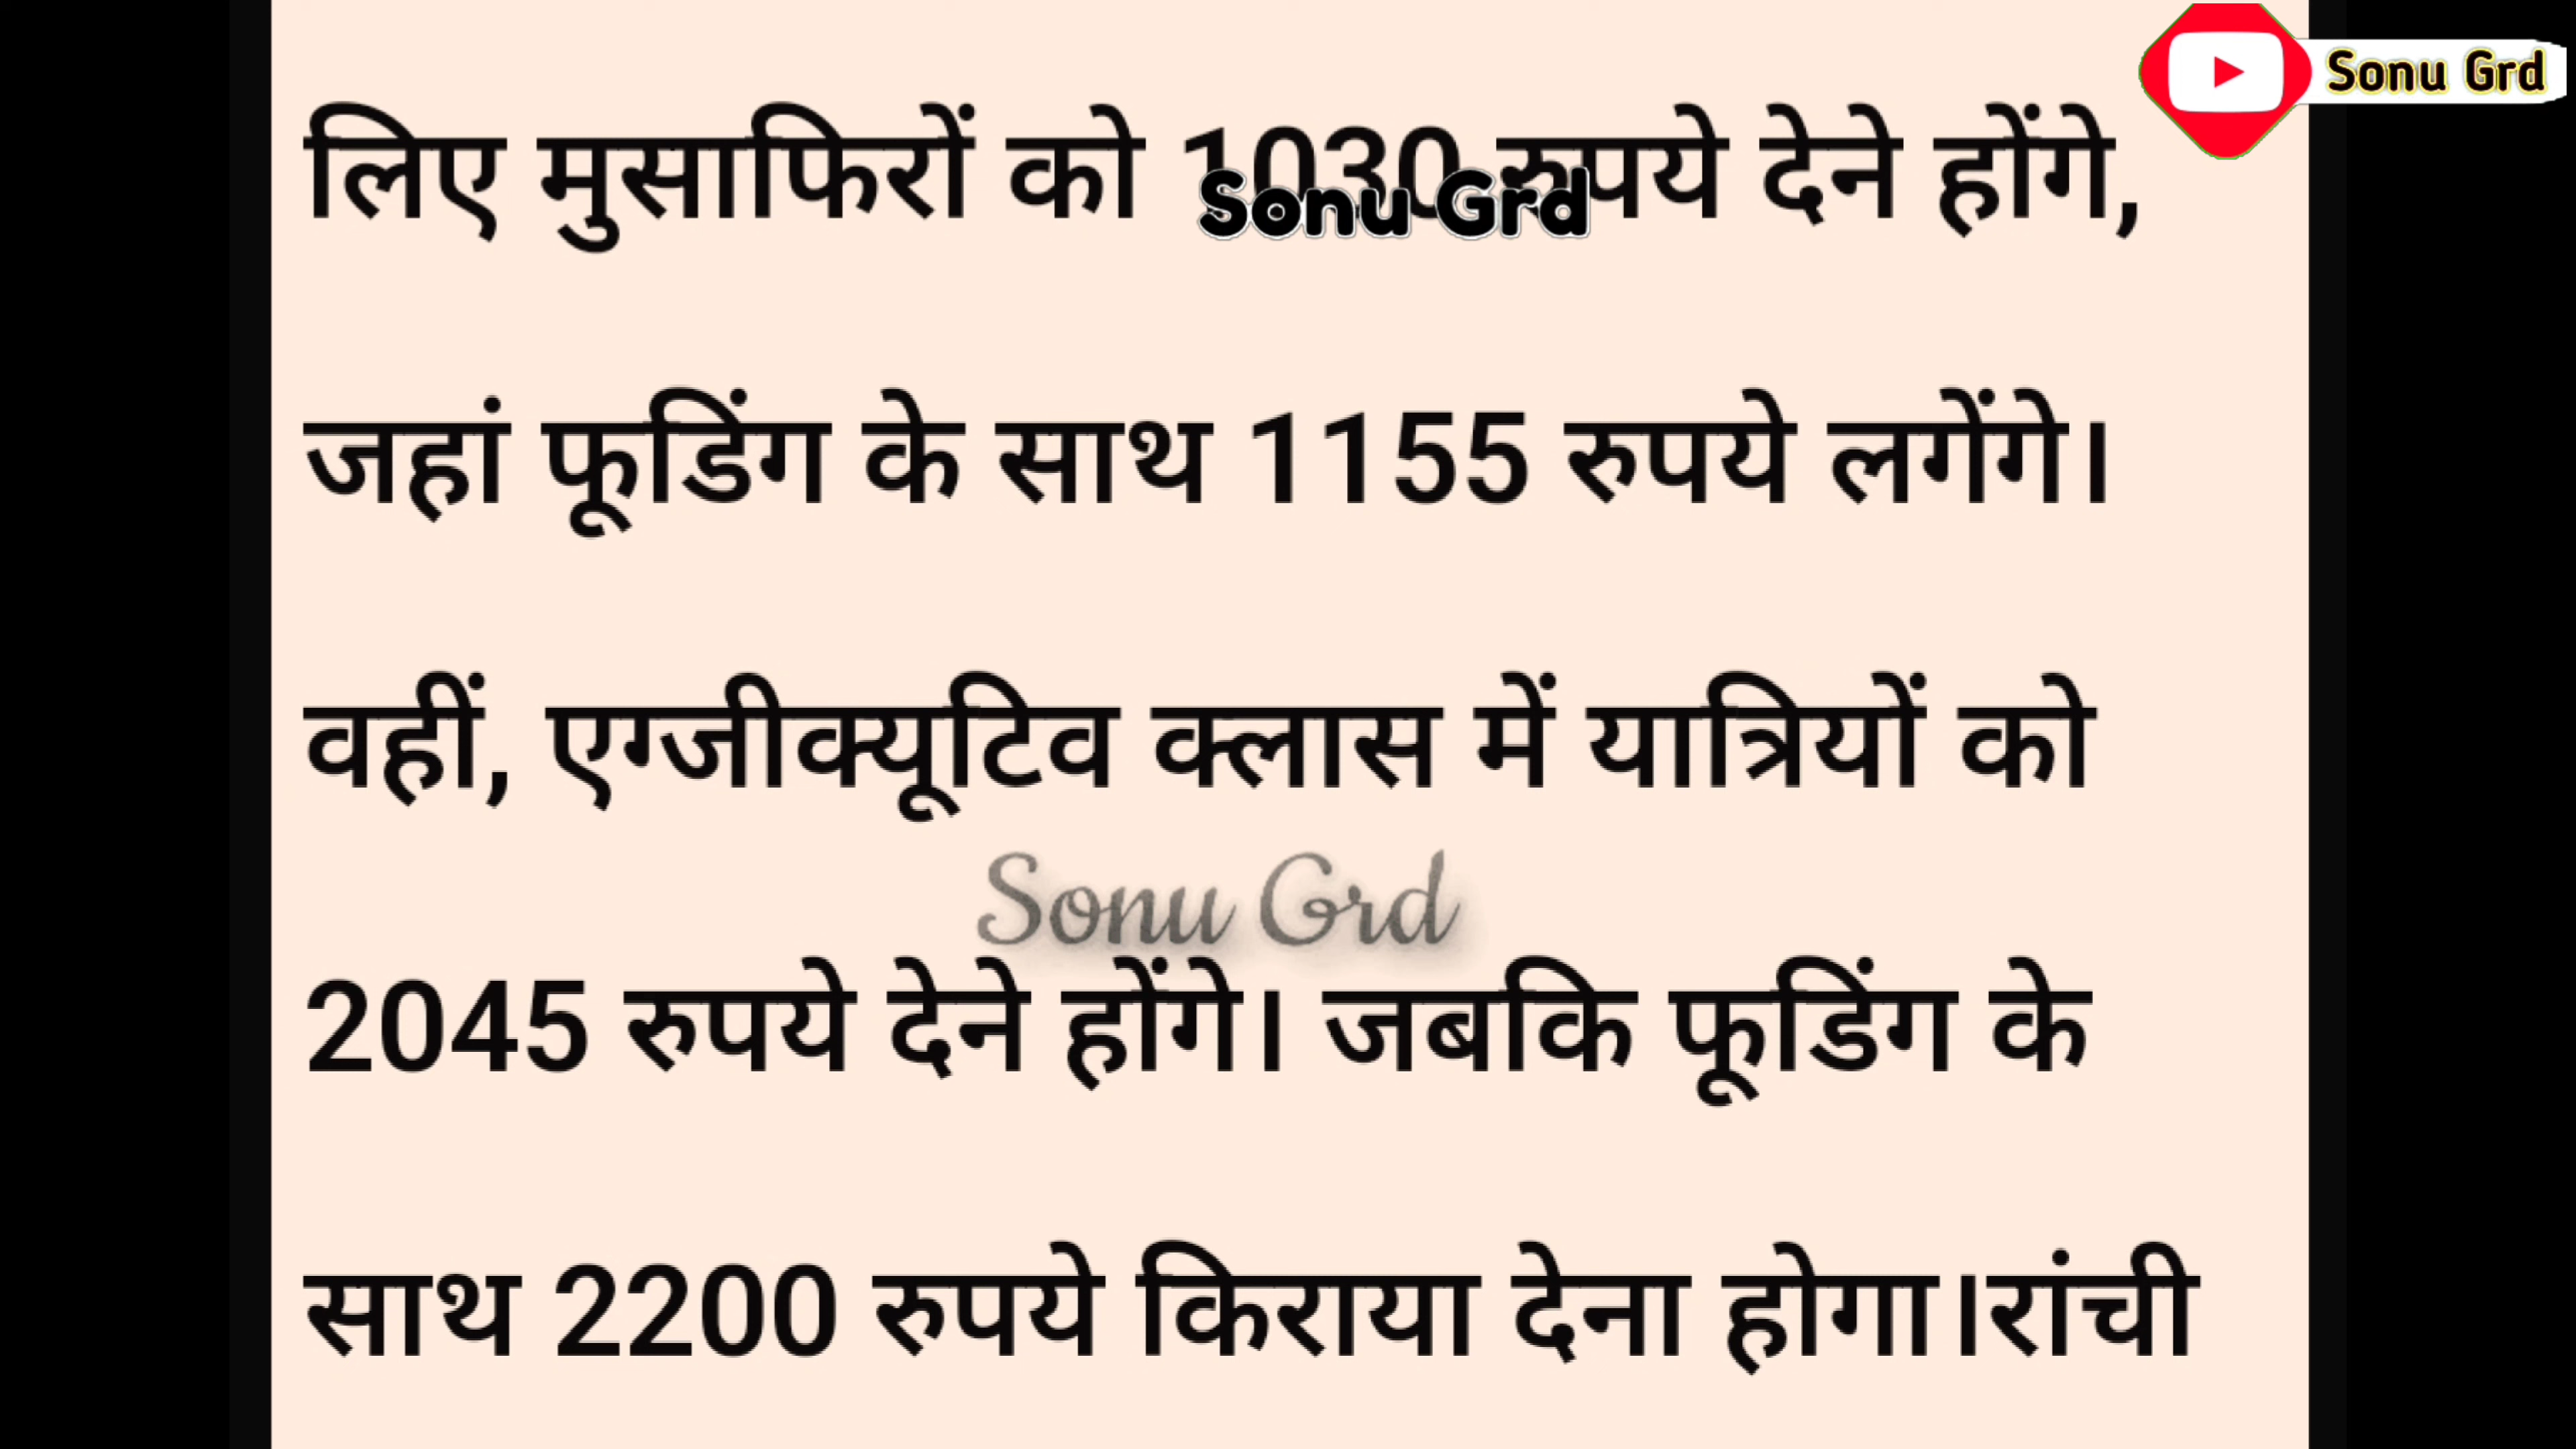 Sonu Grd
लिए मुसाफिरों को 1030 रुपये देने होंगे,
Sonu Grd
जहां फूडिंग के साथ 1155 रुपये लगेंगे।
वहीं, एग्जीक्यूटिव क्लास में यात्रियों को
Sonu Grd
2045 रुपये देने होंगे। जबकि फूडिंग के
साथ 2200 रुपये किराया देना होगा।रांची